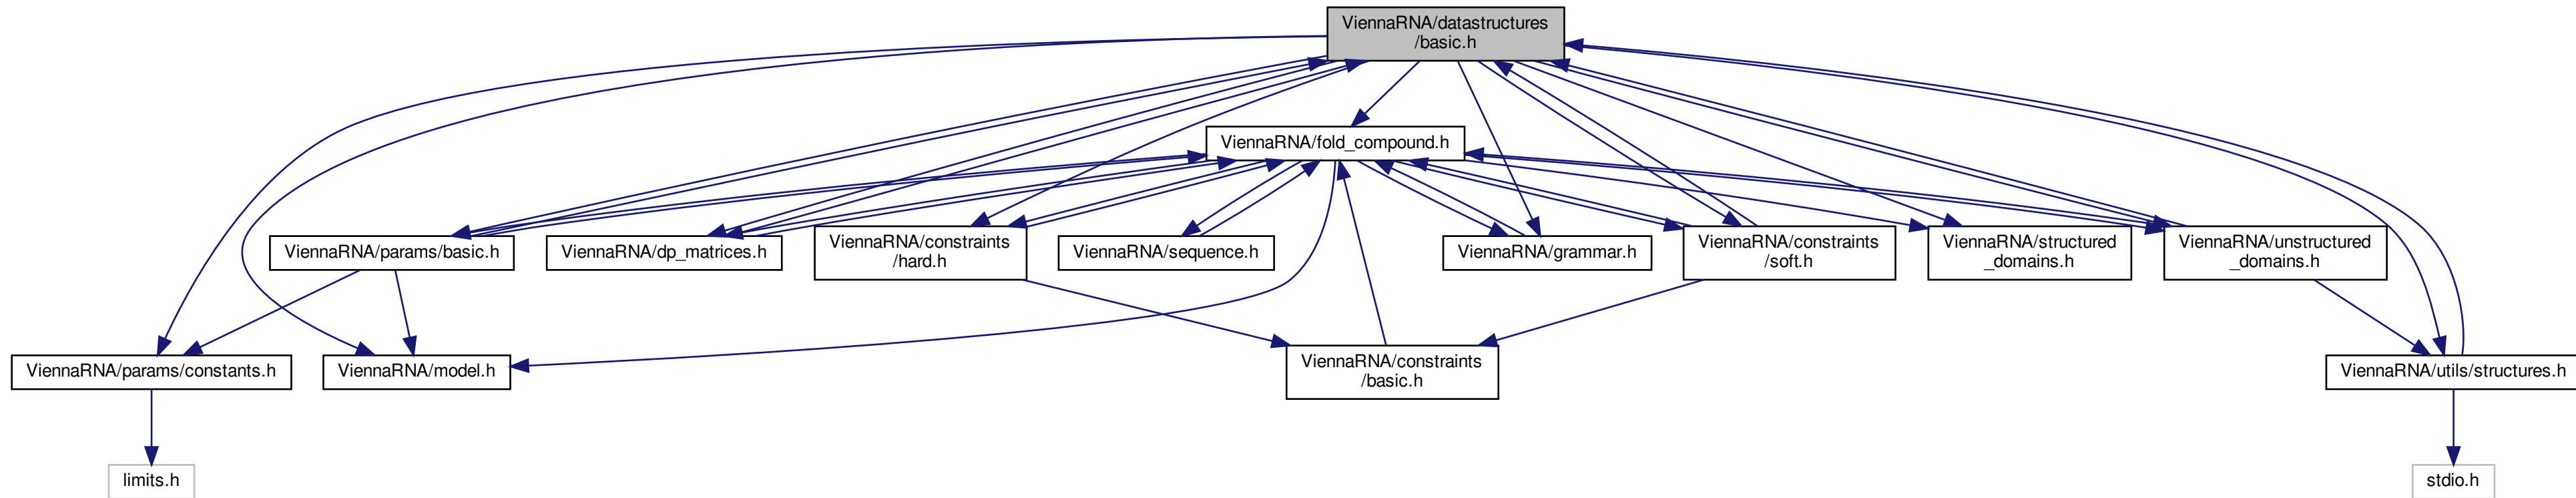 ViennaRNA/datastructures
/basic.h
ViennaRNA/fold_compound.h
ViennaRNA/params/basic.h
ViennaRNA/dp_matrices.h
ViennaRNA/constraints
/hard.h
ViennaRNA/sequence.h
ViennaRNA/grammar.h
ViennaRNA/constraints
/soft.h
ViennaRNA/structured
_domains.h
ViennaRNA/unstructured
_domains.h
ViennaRNA/params/constants.h
ViennaRNA/model.h
ViennaRNA/constraints
/basic.h
ViennaRNA/utils/structures.h
limits.h
stdio.h